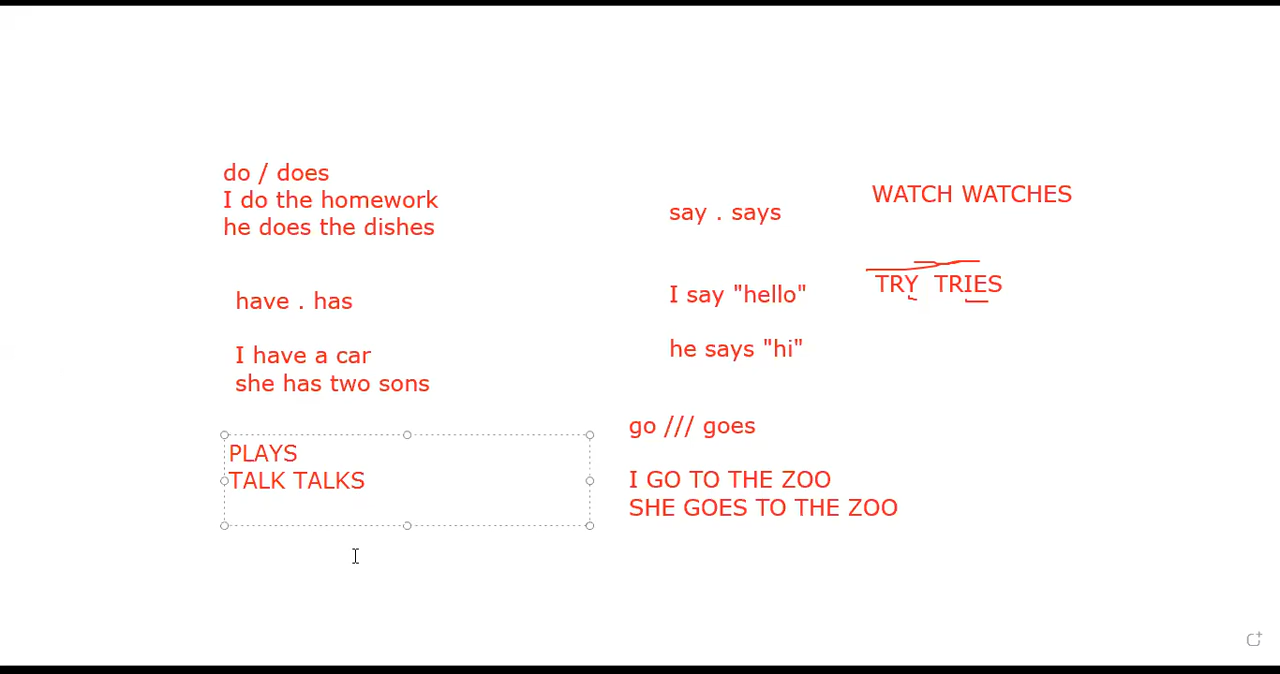 do / does
I do the homework
he does the dishes
have . has
I have a car
she has two sons
PLAYS
TALK TALKS
say . says
I say "hello"
he says "hi"
go /// goes
I GO TO THE ZOO
SHE GOES TO THE ZOO
WATCH WATCHES
TRY TRIES